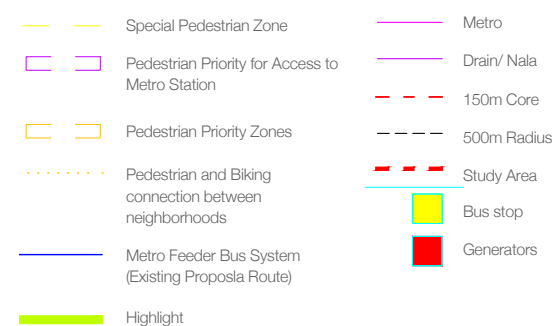 Special Pedestrian Zone
Pedestrian Priority for Access to
Metro Station
Pedestrian Priority Zones
Pedestrian and Biking
connection between
neighborhoods
Metro Feeder Bus System
(Existing Proposla Route)
Highlight
Metro
Drain/ Nala
150m Core
500m Radius
Study Area
Bus stop
Generators